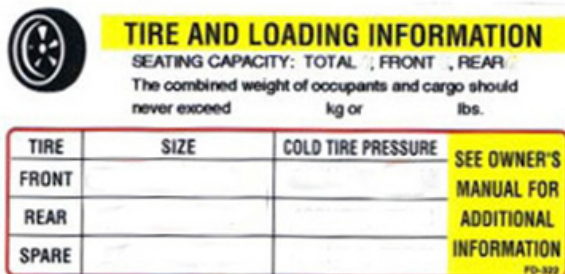 TIRE AND LOADING INFORMATION
SEATING CAPACITY: TOTAL ; FRONT , REAR
The combined weight of occupants and cargo should
never exceed kg or lbs.
TIRE SIZE COLD TIRE PRESSURE SEE OWNER'S
FRONT MANUAL FOR
REAR ADDITIONAL
SPARE INFORMATION
FD-322